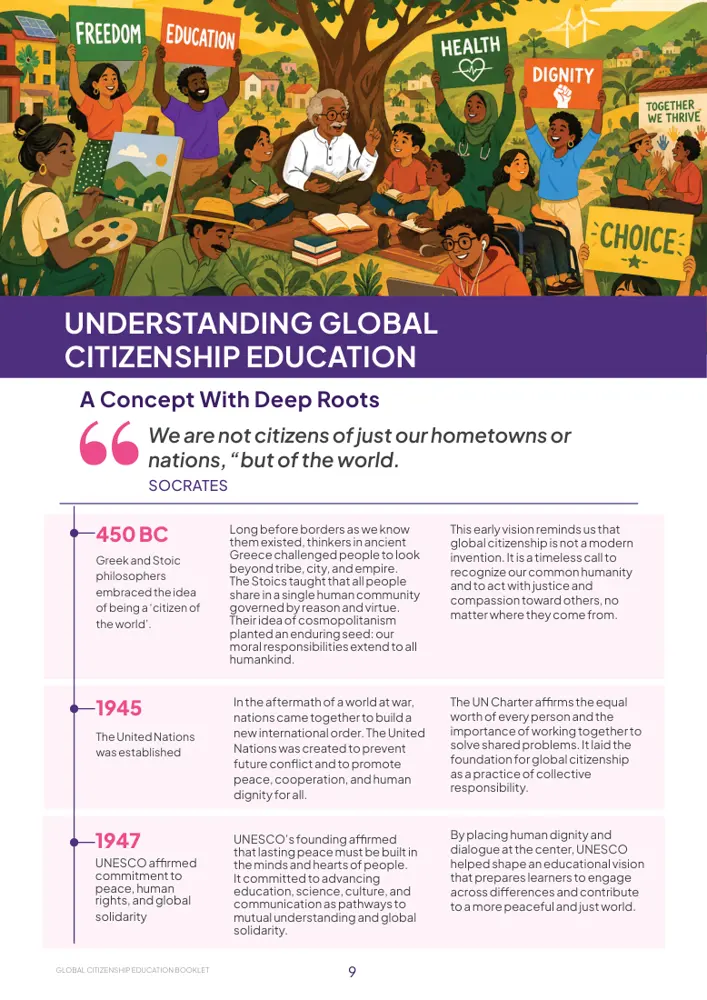 FREEDOM
EDUCATION
HEALTH
DIGNITY
TOGETHER
WE THRIVE
CHOICE
UNDERSTANDING GLOBAL
CITIZENSHIP EDUCATION
A Concept With Deep Roots
We are not citizens of just our hometowns or
nations, “but of the world.
SOCRATES
450 BC
Greek and Stoic
philosophers
embraced the idea
of being a ‘citizen of
the world’.
Long before borders as we know
them existed, thinkers in ancient
Greece challenged people to look
beyond tribe, city, and empire.
The Stoics taught that all people
share in a single human community
governed by reason and virtue.
Their idea of cosmopolitanism
planted an enduring seed: our
moral responsibilities extend to all
humankind.
This early vision reminds us that
global citizenship is not a modern
invention. It is a timeless call to
recognize our common humanity
and to act with justice and
compassion toward others, no
matter where they come from.
1945
The United Nations
was established
In the aftermath of a world at war,
nations came together to build a
new international order. The United
Nations was created to prevent
future conflict and to promote
peace, cooperation, and human
dignity for all.
The UN Charter affirms the equal
worth of every person and the
importance of working together to
solve shared problems. It laid the
foundation for global citizenship
as a practice of collective
responsibility.
1947
UNESCO affirmed
commitment to
peace, human
rights, and global
solidarity
UNESCO’s founding affirmed
that lasting peace must be built in
the minds and hearts of people.
It committed to advancing
education, science, culture, and
communication as pathways to
mutual understanding and global
solidarity.
By placing human dignity and
dialogue at the center, UNESCO
helped shape an educational vision
that prepares learners to engage
across differences and contribute
to a more peaceful and just world.
GLOBAL CITIZENSHIP EDUCATION BOOKLET
9